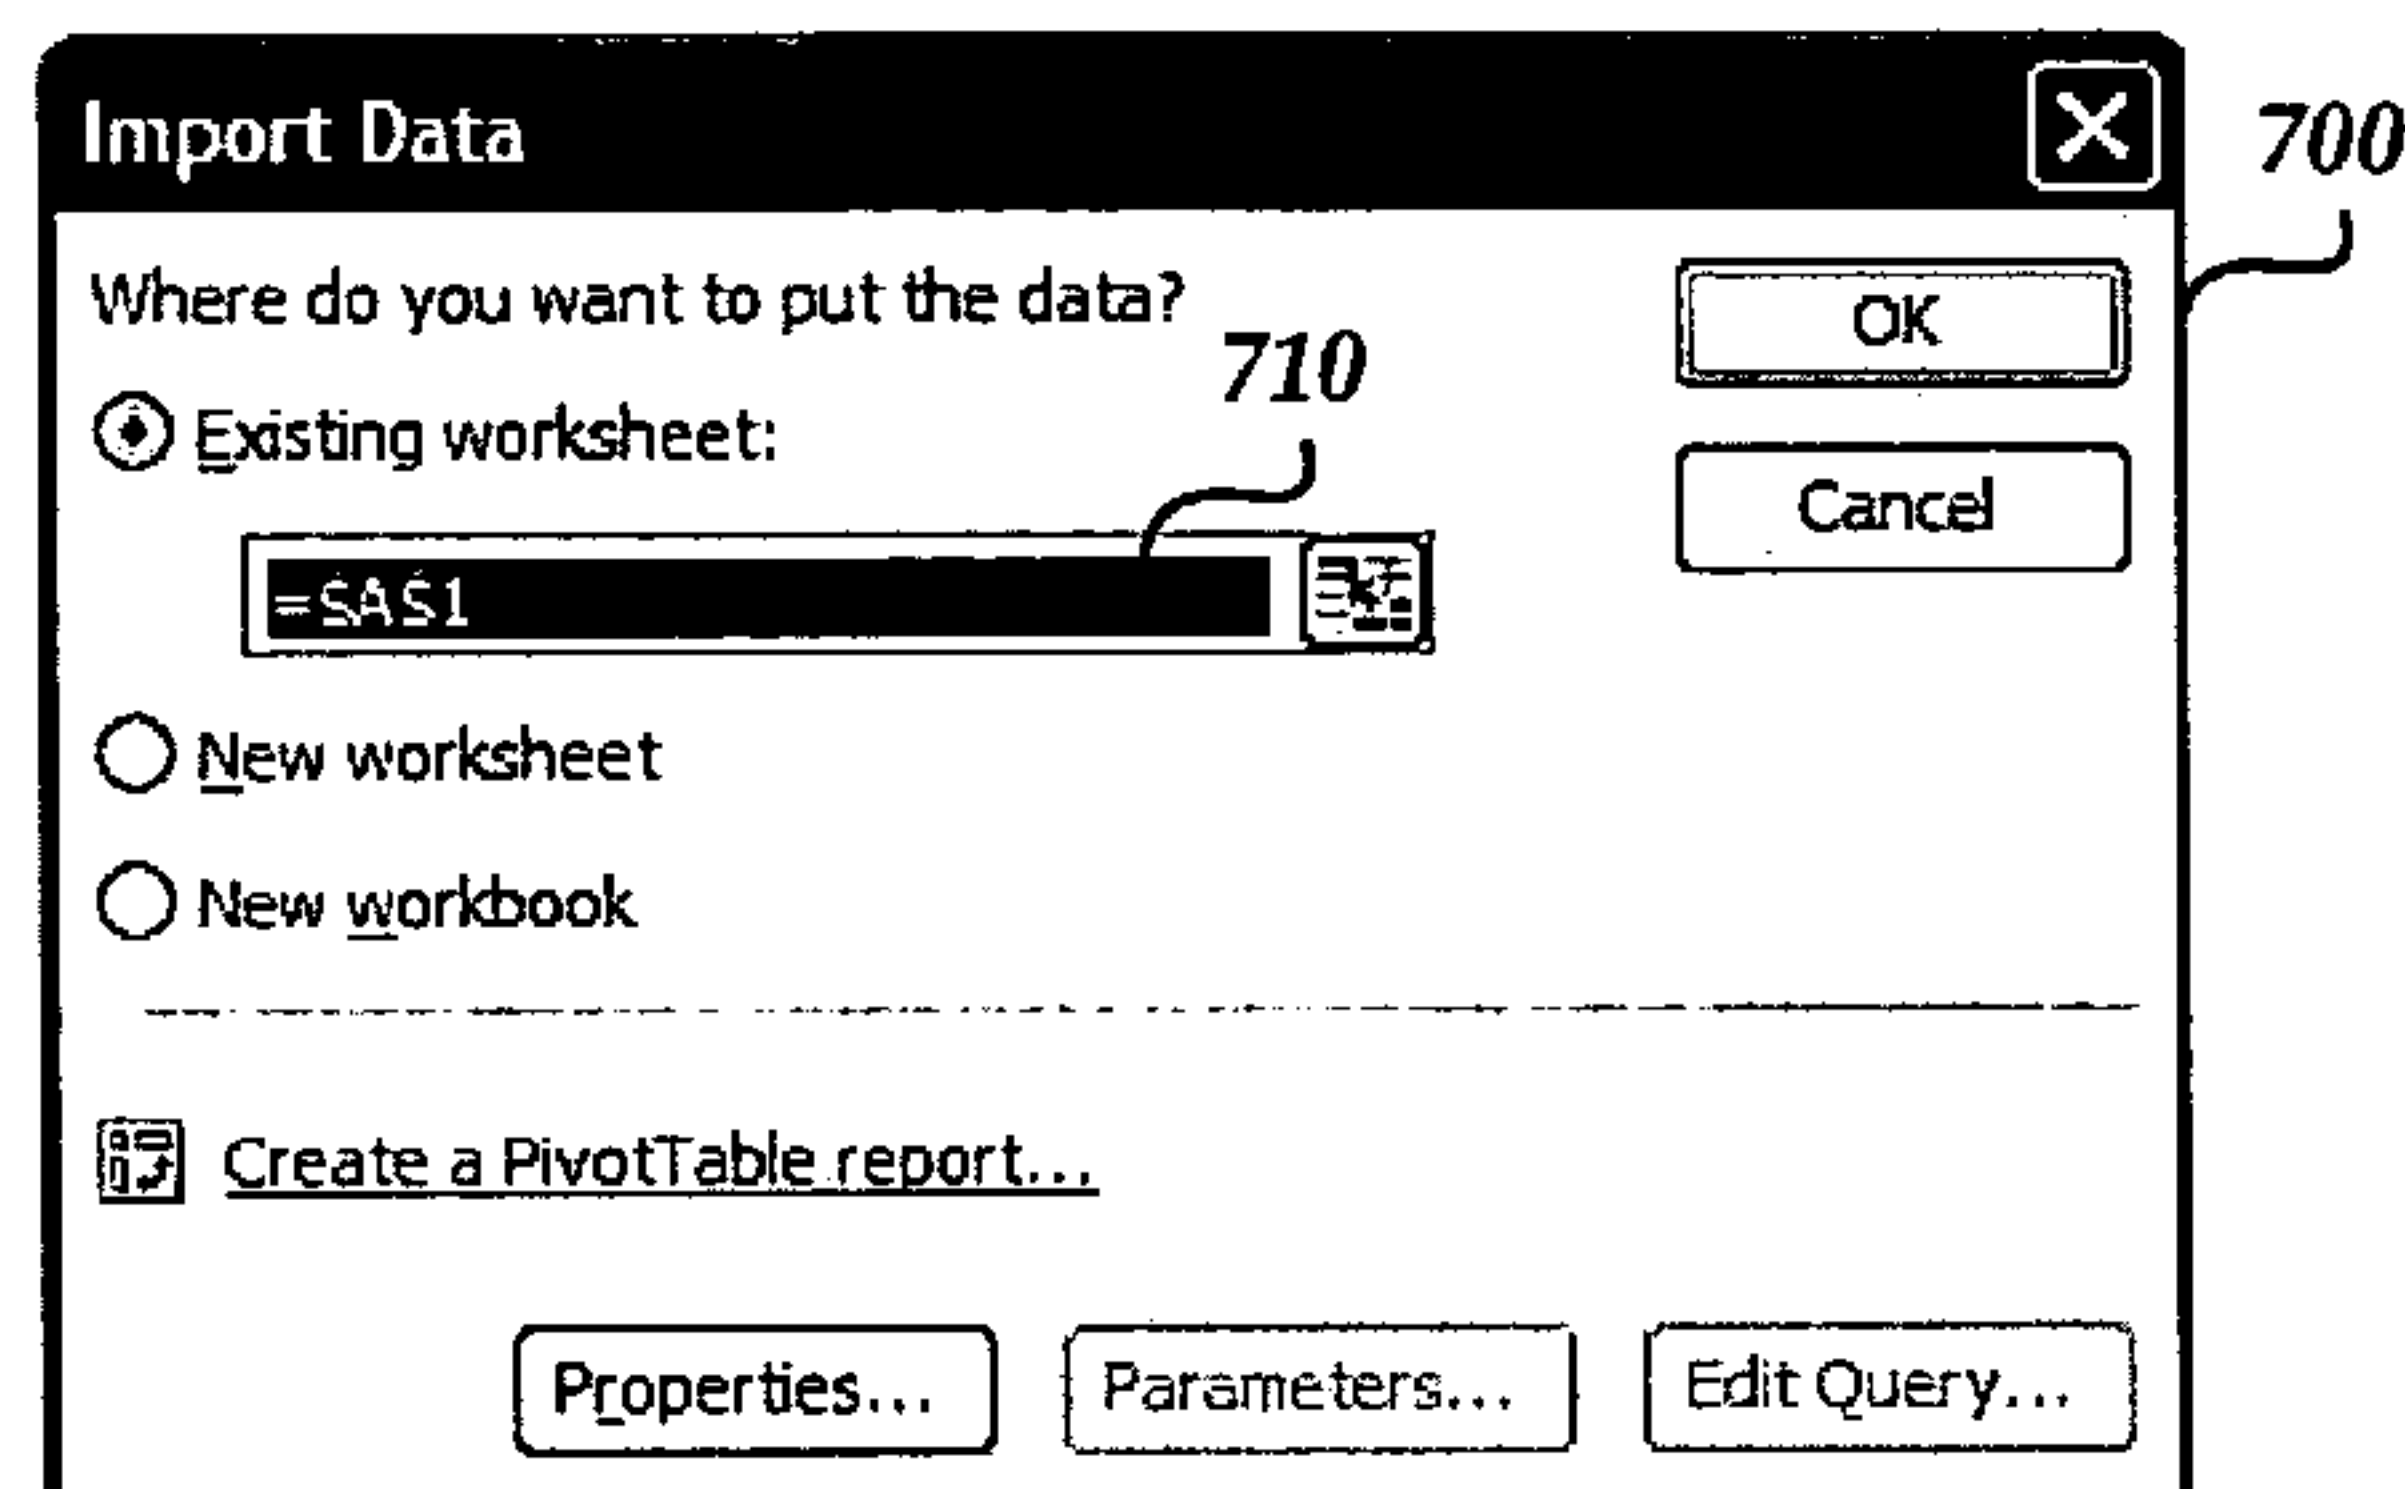 Import Data
700
Where do you want to put the data?
OK
710
Existing worksheet:
Cancel
=$A$1
New worksheet
New workbook
Create a PivotTable report...
Properties... Parameters... Edit Query...